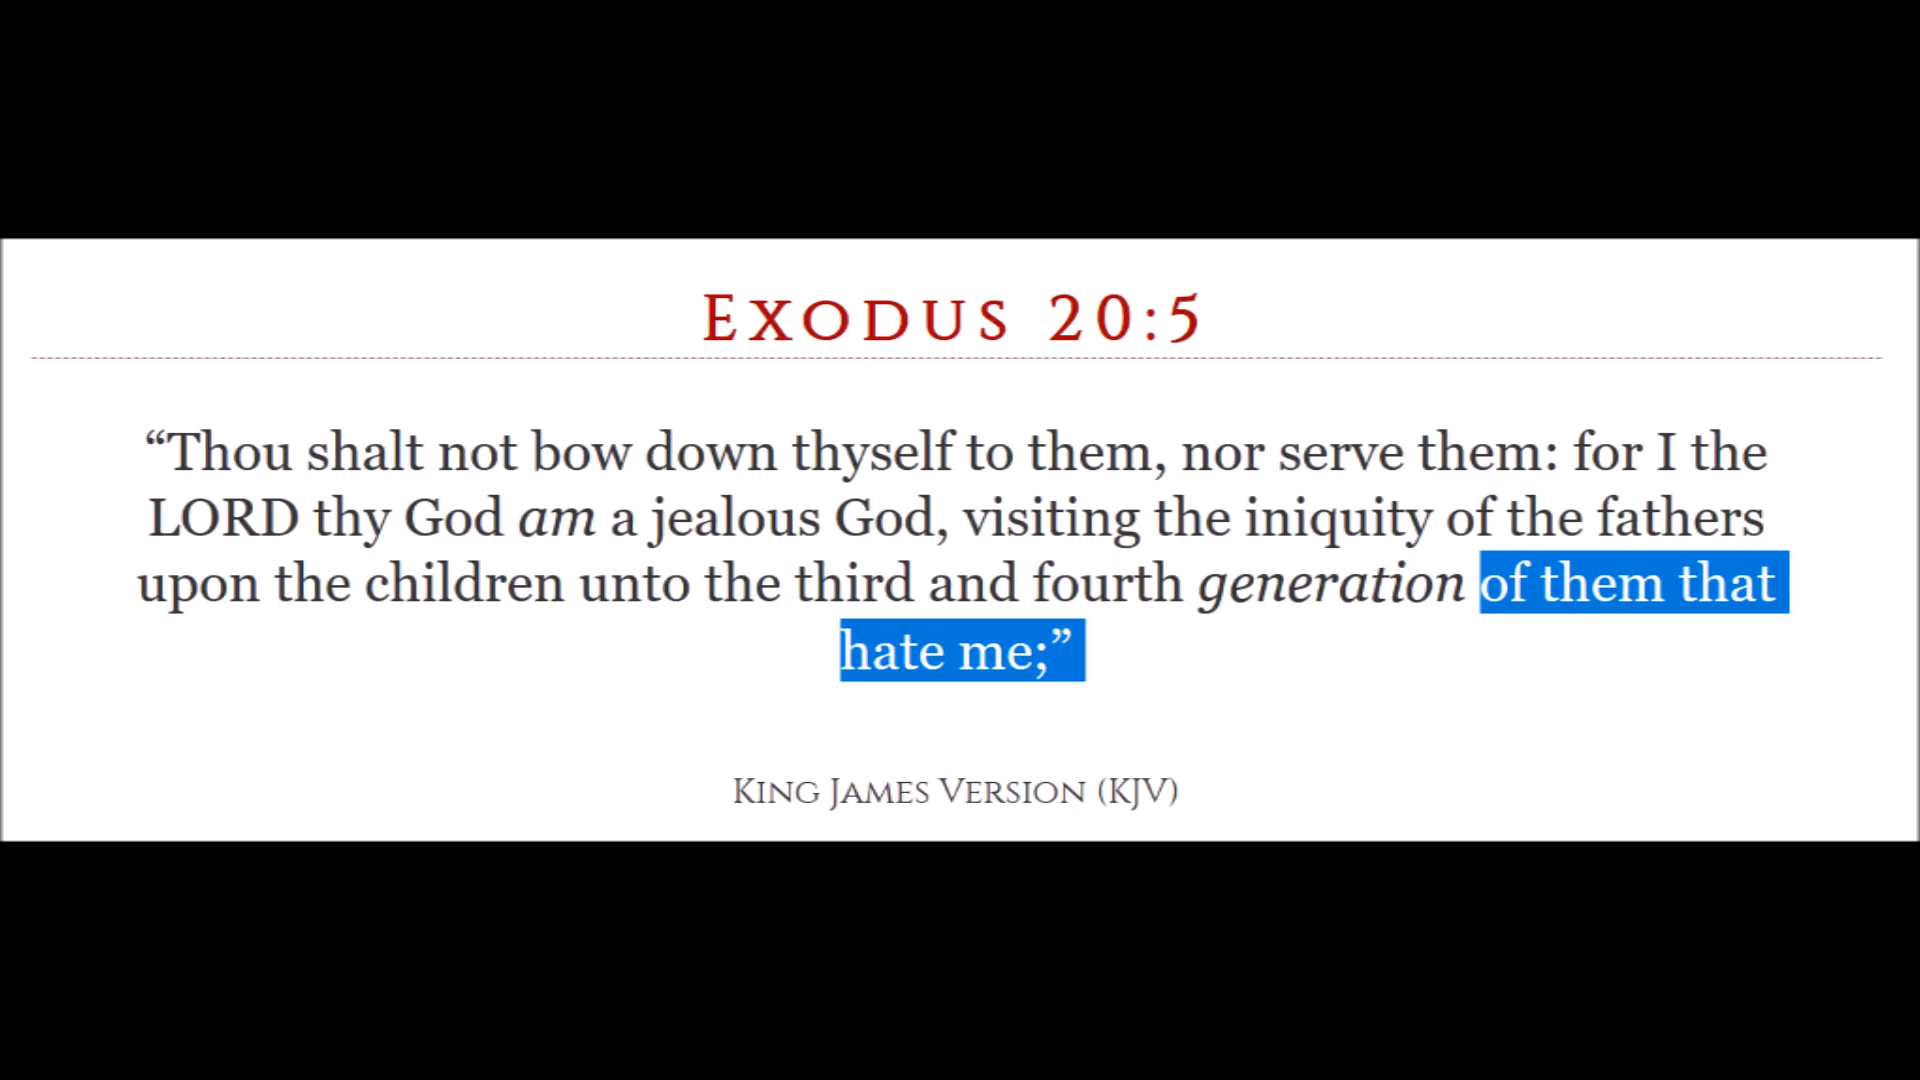 Exodus 20:5
“Thou shalt not bow down thyself to them, nor serve them: for I the
LORD thy God am a jealous God, visiting the iniquity of the fathers
upon the children unto the third and fourth generation of them that
hate me;”
King James Version (KJV)